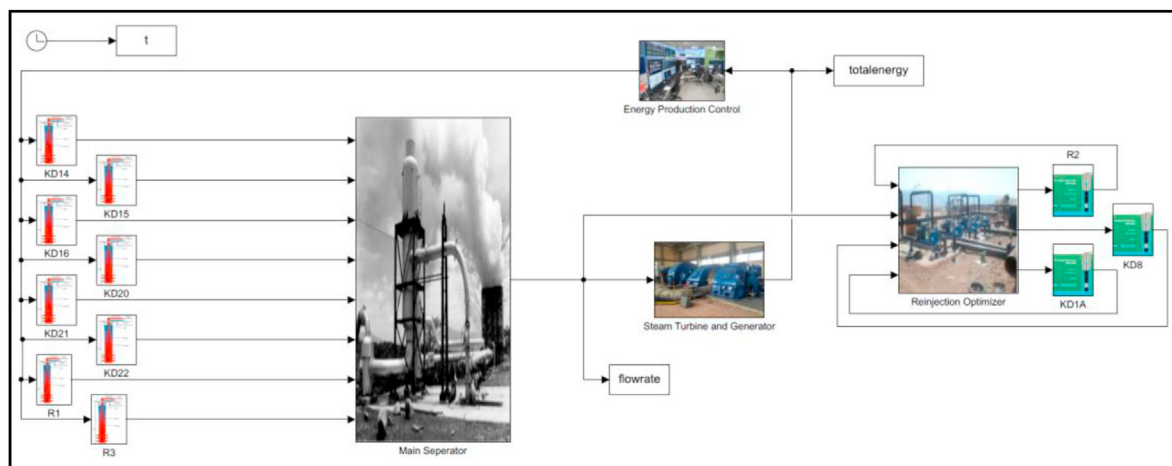 t
totalenergy
Energy Production Control
KD14
KD15
KD16
KD20
KD21
KD22
R1
R3
Main Seperator
Steam Turbine and Generator
flowrate
R2
KD8
KD1A
Reinjection Optimizer